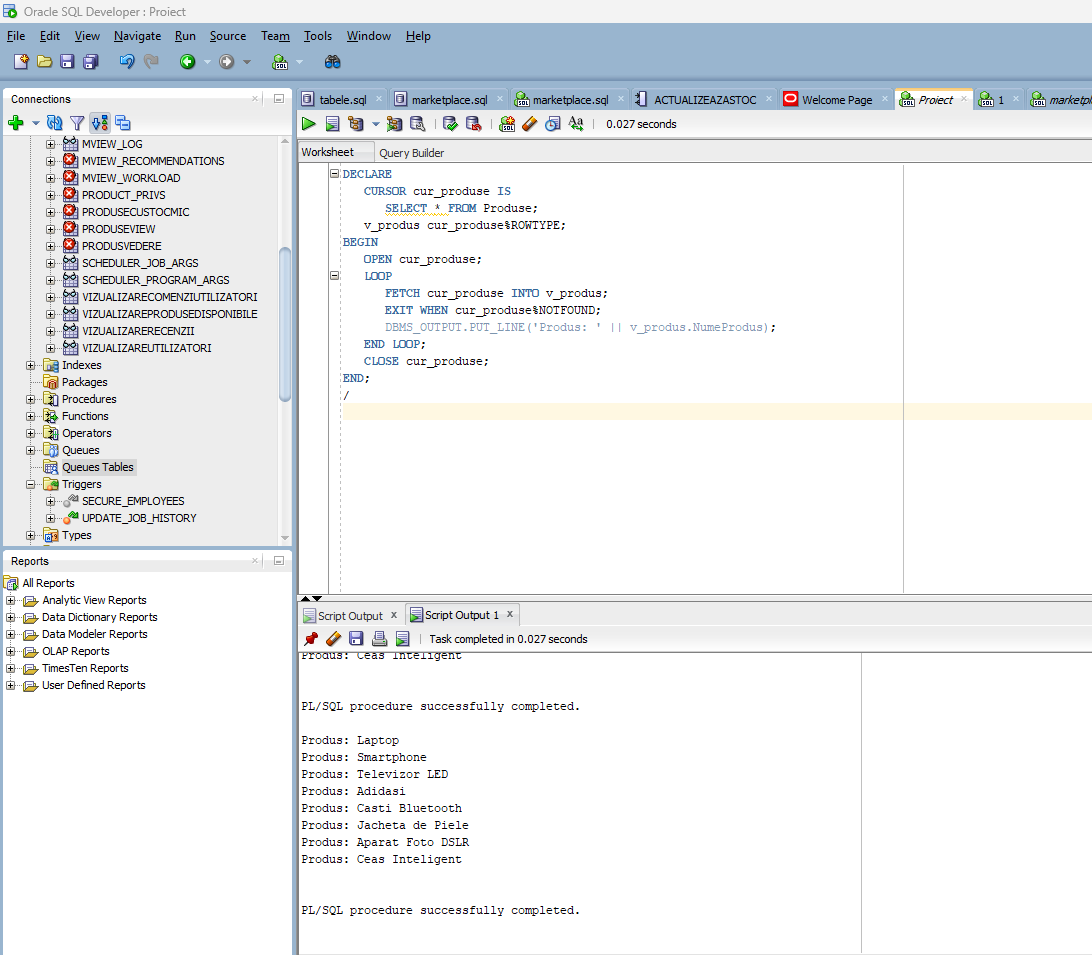 Oracle SQL Developer : Proiect
File Edit View Navigate Run Source Team Tools Window Help
Connections
MVIEW_LOG
MVIEW_RECOMMENDATIONS
MVIEW_WORKLOAD
PRODUCT_PRIVS
PRODUSECUSTOCMIC
PRODUSEVIEW
PRODUSVEDERE
SCHEDULER_JOB_ARGS
SCHEDULER_PROGRAM_ARGS
VIZUALIZARECOMENZIUTILIZATORI
VIZUALIZAREPRODUSEDISPONIBILE
VIZUALIZARERECENZII
VIZUALIZAREUTILIZATORI
Indexes
Packages
Procedures
Functions
Operators
Queues
Queues Tables
Triggers
SECURE_EMPLOYEES
UPDATE_JOB_HISTORY
Types
Reports
All Reports
Analytic View Reports
Data Dictionary Reports
Data Modeler Reports
OLAP Reports
TimesTen Reports
User Defined Reports
tabele.sql marketplace.sql marketplace.sql ACTUALIZEAZASTOC Welcome Page Proiect 1
0.027 seconds
Worksheet Query Builder
DECLARE
CURSOR cur_produse IS
SELECT * FROM Produse;
v_produs cur_produse%ROWTYPE;
BEGIN
OPEN cur_produse;
LOOP
FETCH cur_produse INTO v_produs;
EXIT WHEN cur_produse%NOTFOUND;
DBMS_OUTPUT.PUT_LINE('Produs: ' || v_produs.NumeProdus);
END LOOP;
CLOSE cur_produse;
END;
/
Script Output Script Output 1
Task completed in 0.027 seconds
Produs: Ceas Inteligent
PL/SQL procedure successfully completed.
Produs: Laptop
Produs: Smartphone
Produs: Televizor LED
Produs: Adidasi
Produs: Casti Bluetooth
Produs: Jacheta de Piele
Produs: Aparat Foto DSLR
Produs: Ceas Inteligent
PL/SQL procedure successfully completed.